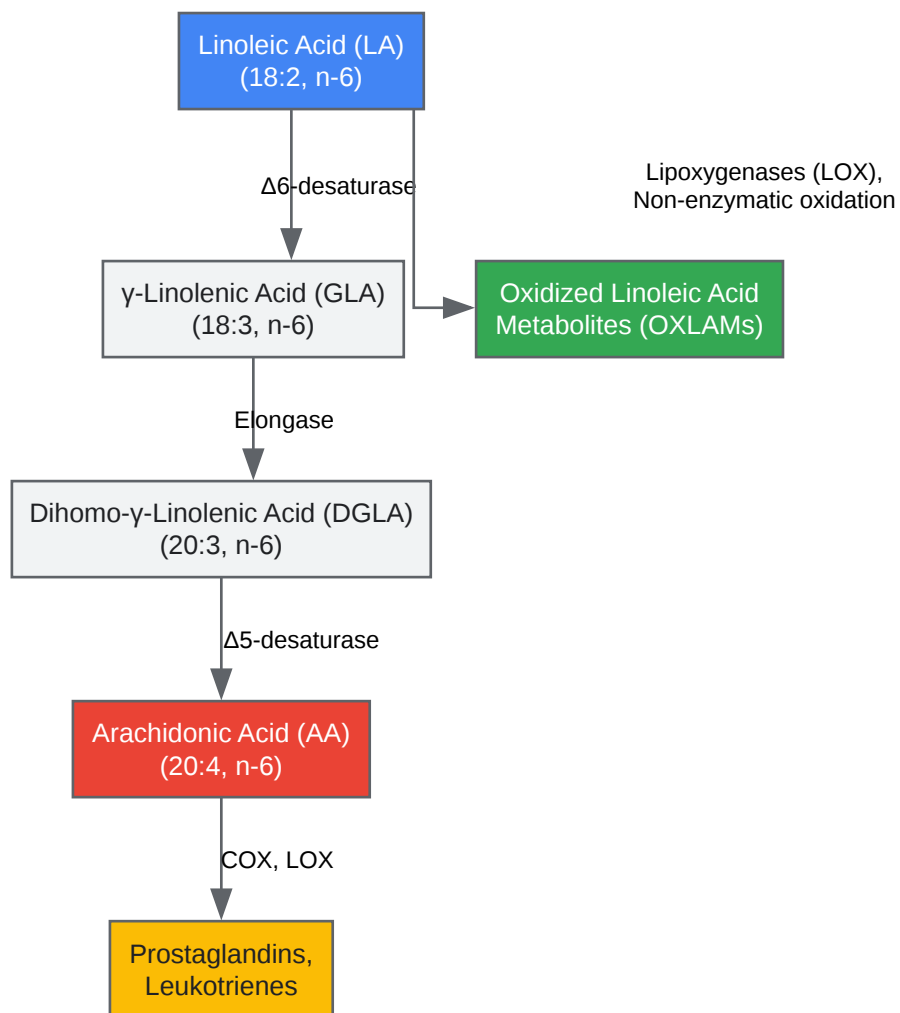 Linoleic Acid (LA)
(18:2, n-6)
Δ6-desaturase
Lipoxygenases (LOX),
Non-enzymatic oxidation
γ-Linolenic Acid (GLA)
(18:3, n-6)
Oxidized Linoleic Acid
Metabolites (OXLAMs)
Elongase
Dihomo-γ-Linolenic Acid (DGLA)
(20:3, n-6)
Δ5-desaturase
Arachidonic Acid (AA)
(20:4, n-6)
COX, LOX
Prostaglandins,
Leukotrienes